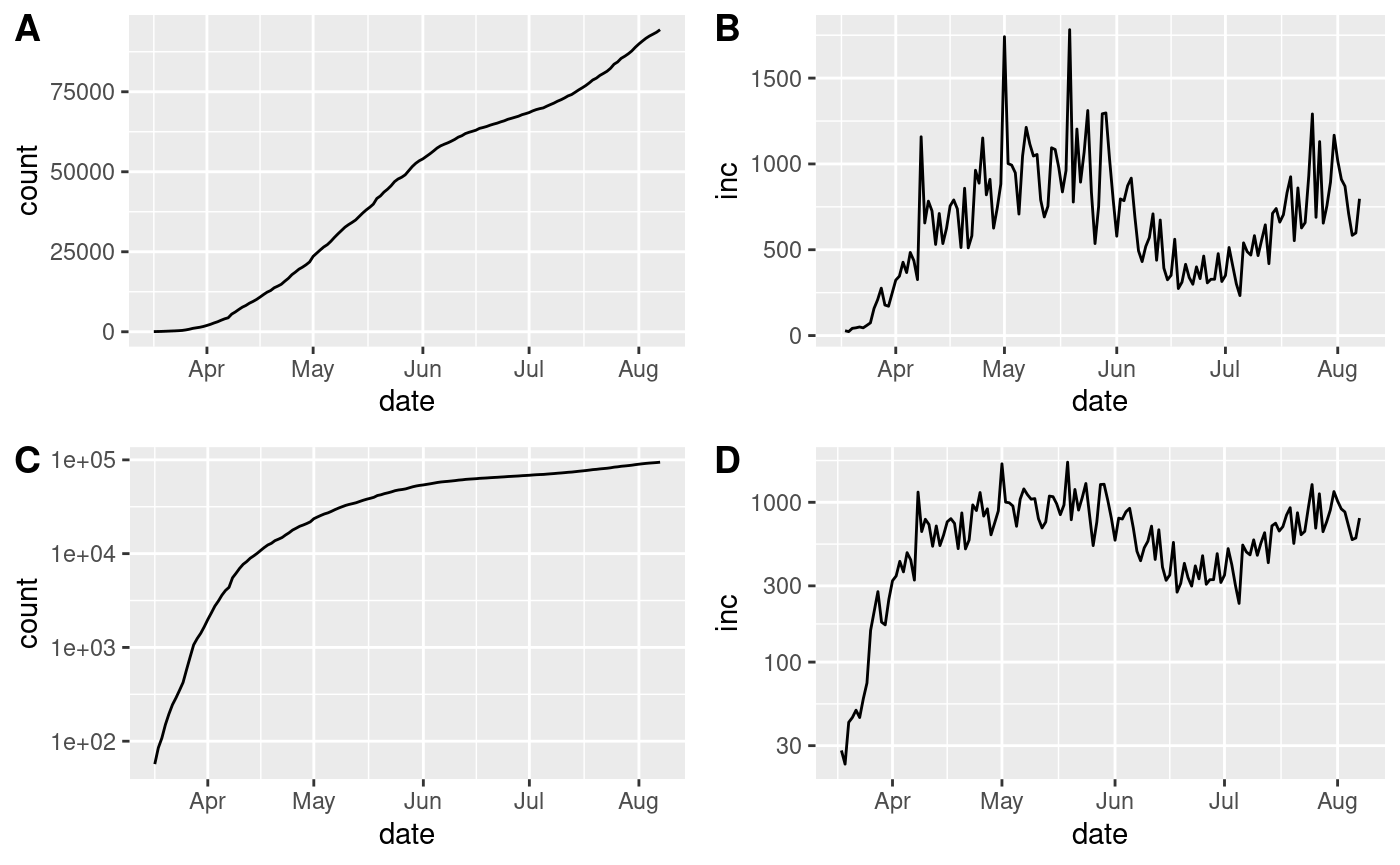 A
count
75000
50000
25000
0
Apr May Jun Jul Aug
date
B
inc
1500
1000
500
0
Apr May Jun Jul Aug
date
C
count
1e+05
1e+04
1e+03
1e+02
Apr May Jun Jul Aug
date
D
inc
1000
300
100
30
Apr May Jun Jul Aug
date